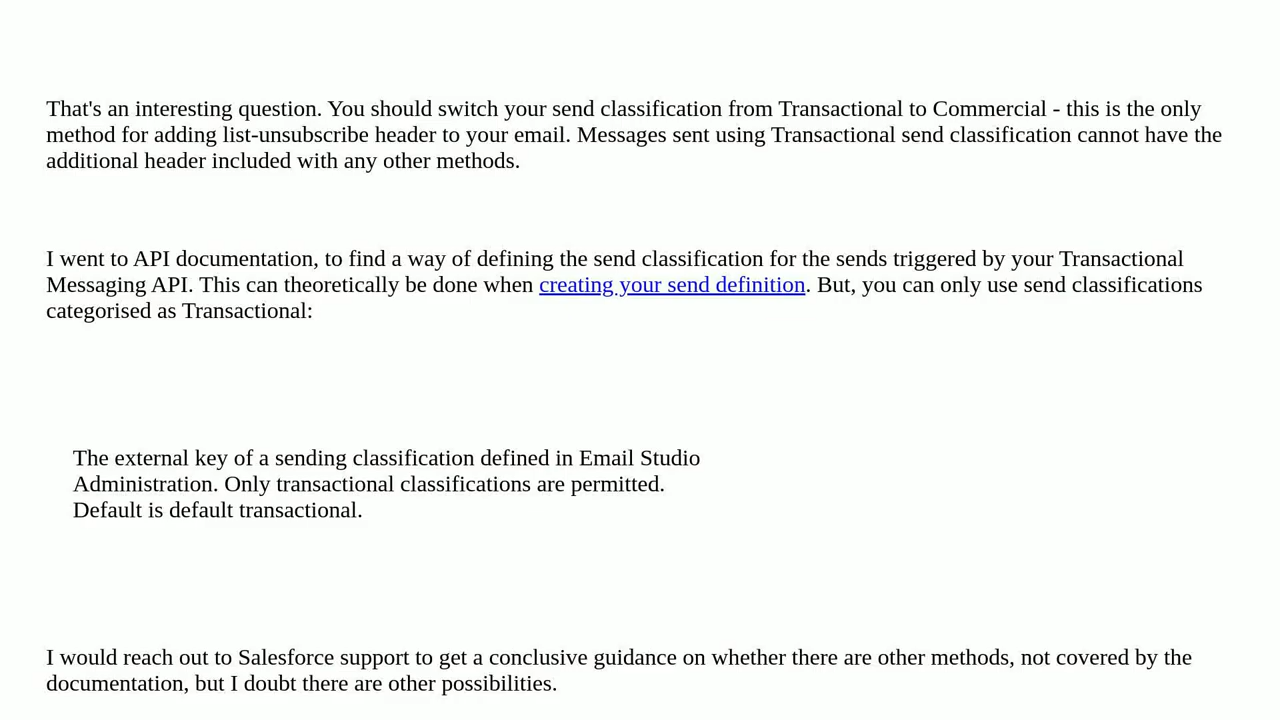 That's an interesting question. You should switch your send classification from Transactional to Commercial - this is the only
method for adding list-unsubscribe header to your email. Messages sent using Transactional send classification cannot have the
additional header included with any other methods.
I went to API documentation, to find a way of defining the send classification for the sends triggered by your Transactional
Messaging API. This can theoretically be done when creating your send definition. But, you can only use send classifications
categorised as Transactional:
The external key of a sending classification defined in Email Studio
Administration. Only transactional classifications are permitted.
Default is default transactional.
I would reach out to Salesforce support to get a conclusive guidance on whether there are other methods, not covered by the
documentation, but I doubt there are other possibilities.